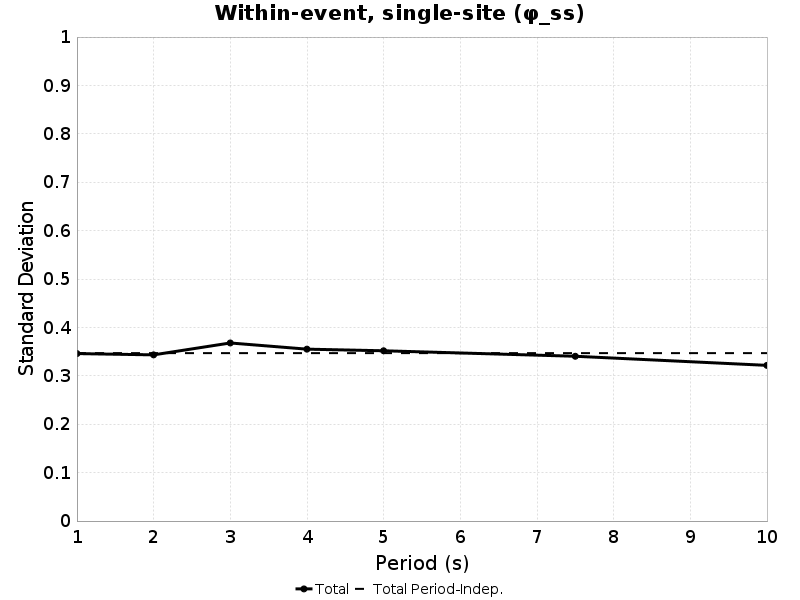 Within-event, single-site (φ_ss)
1
0.9
0.8
0.7
0.6
0.5
0.4
0.3
0.2
0.1
0
Standard Deviation
1 2 3 4 5 6 7 8 9 10
Period (s)
Total Total Period-Indep.